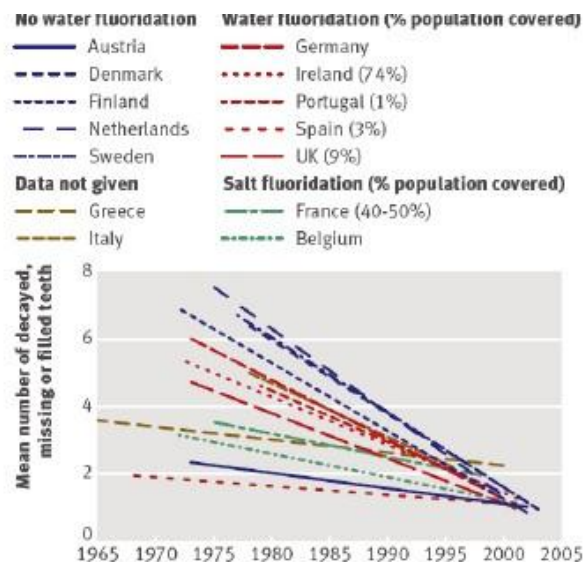 No water fluoridation
Austria
Denmark
Finland
Netherlands
Sweden
Data not given
Greece
Italy
Water fluoridation (% population covered)
Germany
Ireland (74%)
Portugal (1%)
Spain (3%)
UK (9%)
Salt fluoridation (% population covered)
France (40-50%)
Belgium
Mean number of decayed,
missing or filled teeth
8
6
4
2
0
1965 1970 1975 1980 1985 1990 1995 2000 2005